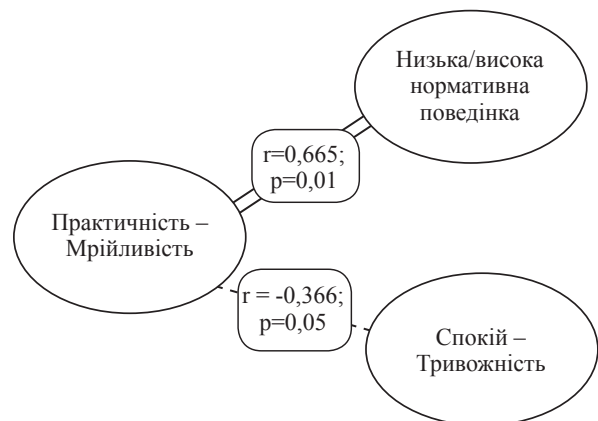 Низька/висока
нормативна
поведінка
r=0,665;
p=0,01
Практичність –
Мрійливість
r = -0,366;
p=0,05
Спокій –
Тривожність